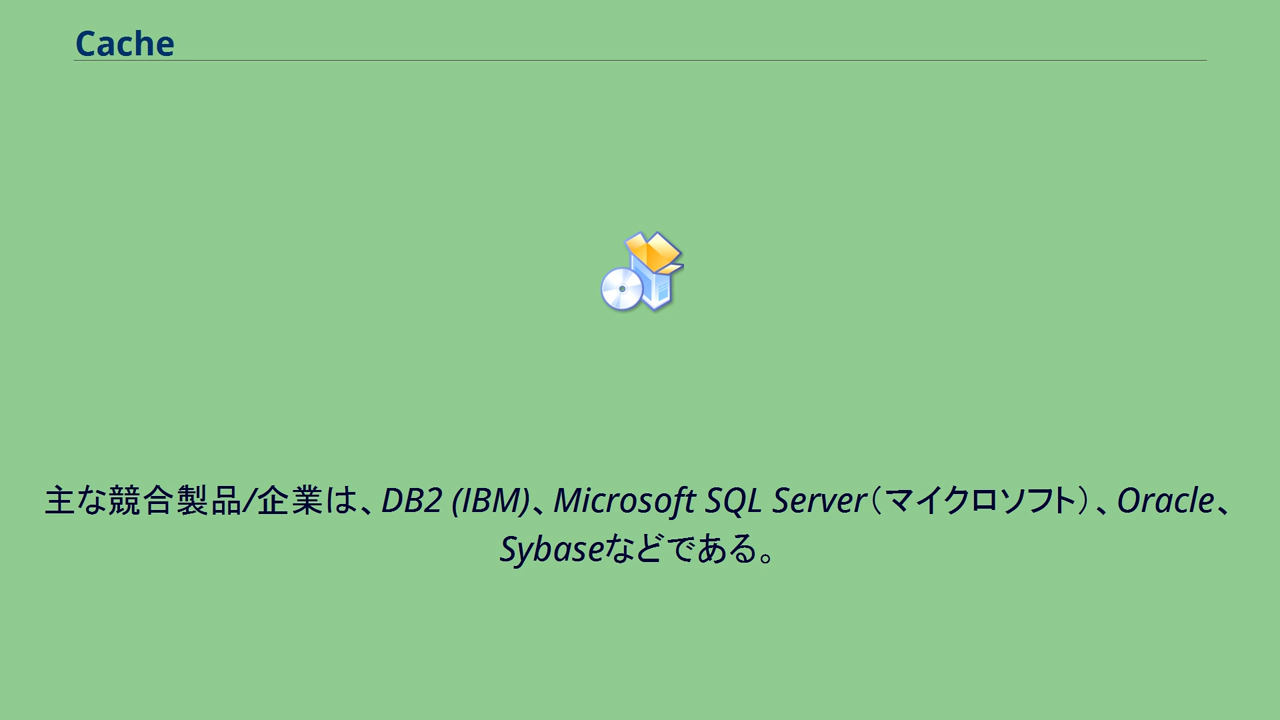 Cache
主な競合製品/企業は、DB2 (IBM)、Microsoft SQL Server（マイクロソフト）、Oracle、
Sybaseなどである。